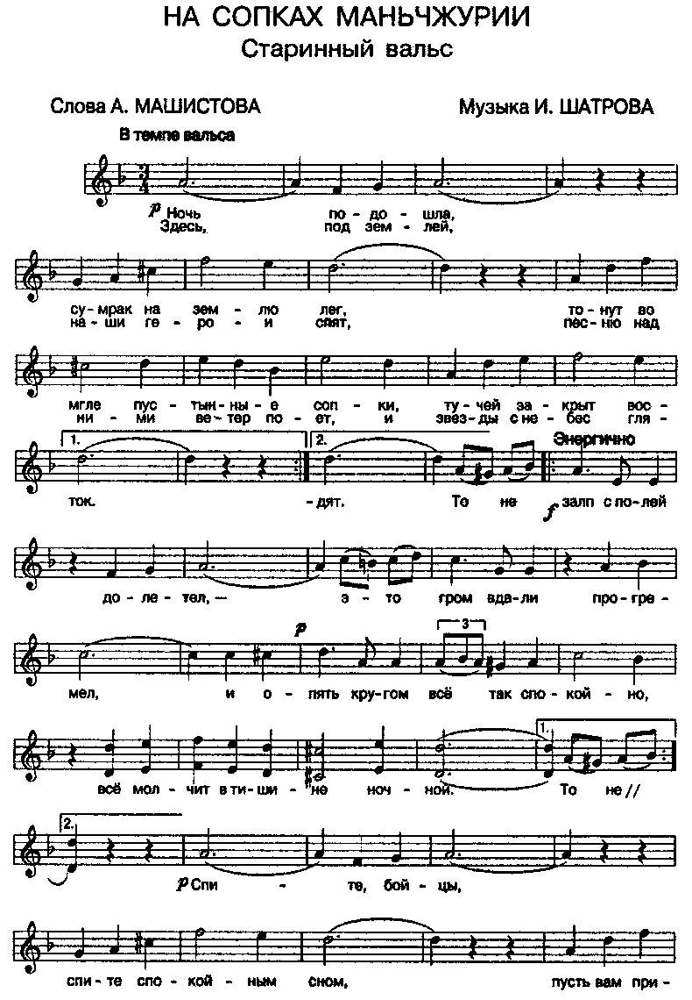 НА СОПКАХ МАНЬЧЖУРИИ
Старинный вальс
Слова А. МАШИСТОВА Музыка И. ШАТРОВА
В темпе вальса
3
4
p Ночь по - до - шла,
Здесь, под зем - лей,
су - мрак на зем - лю лег, то - нут во
на - ши ге - ро - и спят, пес - ню над
мгле пус - тын - ны - е соп - ки, ту - чей за - крыт вос -
ни - ми ве - тер по - ет, и звез - ды с не - бес гля -
1. 2. Энергично
ток. - дят. То не f залп с по - лей
до - ле - тел, — э - то гром вда - ли про - гре -
p 3
мел, и о - пять кру - гом всё так спо - кой - но,
1.
всё мол - чит в ти - ши - не ноч - ной. То не //
2.
p Спи - те, бой - цы,
спи - те спо - кой - ным сном, пусть вам при -